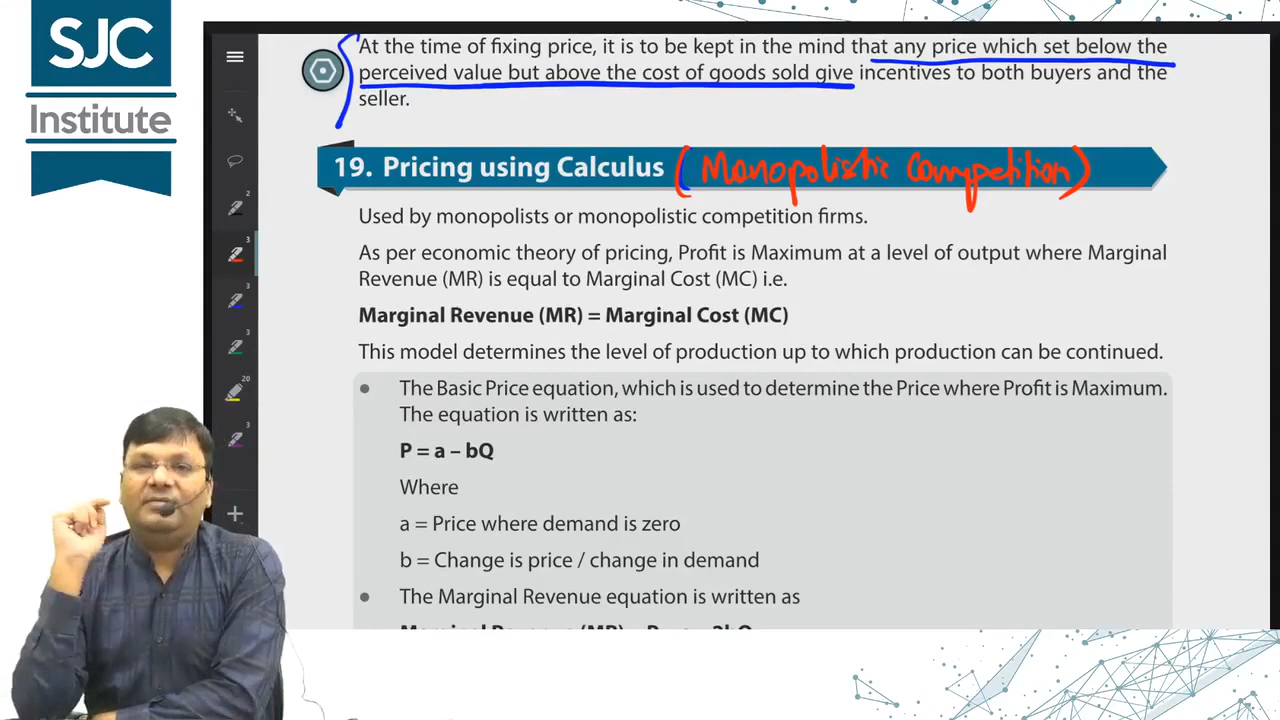 SJC
Institute
At the time of fixing price, it is to be kept in the mind that any price which set below the
perceived value but above the cost of goods sold give incentives to both buyers and the
seller.
19. Pricing using Calculus (Monopolistic Competition)
Used by monopolists or monopolistic competition firms.
As per economic theory of pricing, Profit is Maximum at a level of output where Marginal
Revenue (MR) is equal to Marginal Cost (MC) i.e.
Marginal Revenue (MR) = Marginal Cost (MC)
This model determines the level of production up to which production can be continued.
● The Basic Price equation, which is used to determine the Price where Profit is Maximum.
The equation is written as:
P = a – bQ
Where
a = Price where demand is zero
b = Change is price / change in demand
● The Marginal Revenue equation is written as
2
3
3
3
20
3